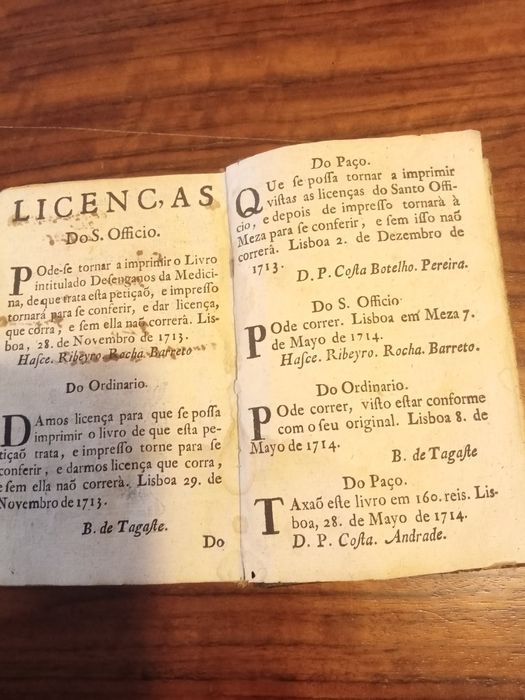 LICENC,AS
Do S. Officio.
POde-se tornar a imprimir o Livro
intitulado Desenganos da Medici-
na, de que trata esta petição, e impresso
tornará para se conferir, e dar licença,
que corra; e sem ella naõ correrá. Lis-
boa, 28. de Novembro de 1713.
Hasce. Ribeyro. Rocha. Barreto
Do Ordinario.
DAmos licença para que se possa
imprimir o livro de que esta pe-
tição trata, e impresso torne para se
conferir, e darmos licença que corra,
e sem ella naõ correrá. Lisboa 29. de
Novembro de 1713.
B. de Tagaste.
Do
Do Paço.
QUe se possa tornar a imprimir
vistas as licenças do Santo Offi-
cio, e depois de impresso tornará à
Meza para se conferir, e sem isso naõ
correrá. Lisboa 2. de Dezembro de
1713.
D. P. Costa Botelho. Pereira.
Do S. Officio
POde correr. Lisboa em Meza 7.
de Mayo de 1714.
Hasce. Ribeyro. Rocha. Barreto.
Do Ordinario.
POde correr, visto estar conforme
com o seu original. Lisboa 8. de
Mayo de 1714.
B. de Tagaste
Do Paço.
TAxaõ este livro em 160. reis. Lis-
boa, 28. de Mayo de 1714.
D. P. Costa. Andrade.